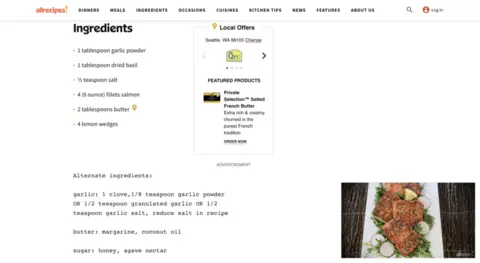 allrecipes!
DINNERS MEALS INGREDIENTS OCCASIONS CUISINES KITCHEN TIPS NEWS FEATURES ABOUT US Log In
Ingredients
1 tablespoon garlic powder
1 tablespoon dried basil
½ teaspoon salt
4 (6 ounce) fillets salmon
2 tablespoons butter
4 lemon wedges
Local Offers
Seattle, WA 98105 Change
FEATURED PRODUCTS
Private
Selection™ Salted
French Butter
Extra rich & creamy
churned in the
purest French
tradition
ORDER NOW
ADVERTISEMENT
Alternate ingredients:
garlic: 1 clove,1/8 teaspoon garlic powder
OR 1/2 teaspoon granulated garlic OR 1/2
teaspoon garlic salt, reduce salt in recipe
butter: margarine, coconut oil
sugar: honey, agave nectar